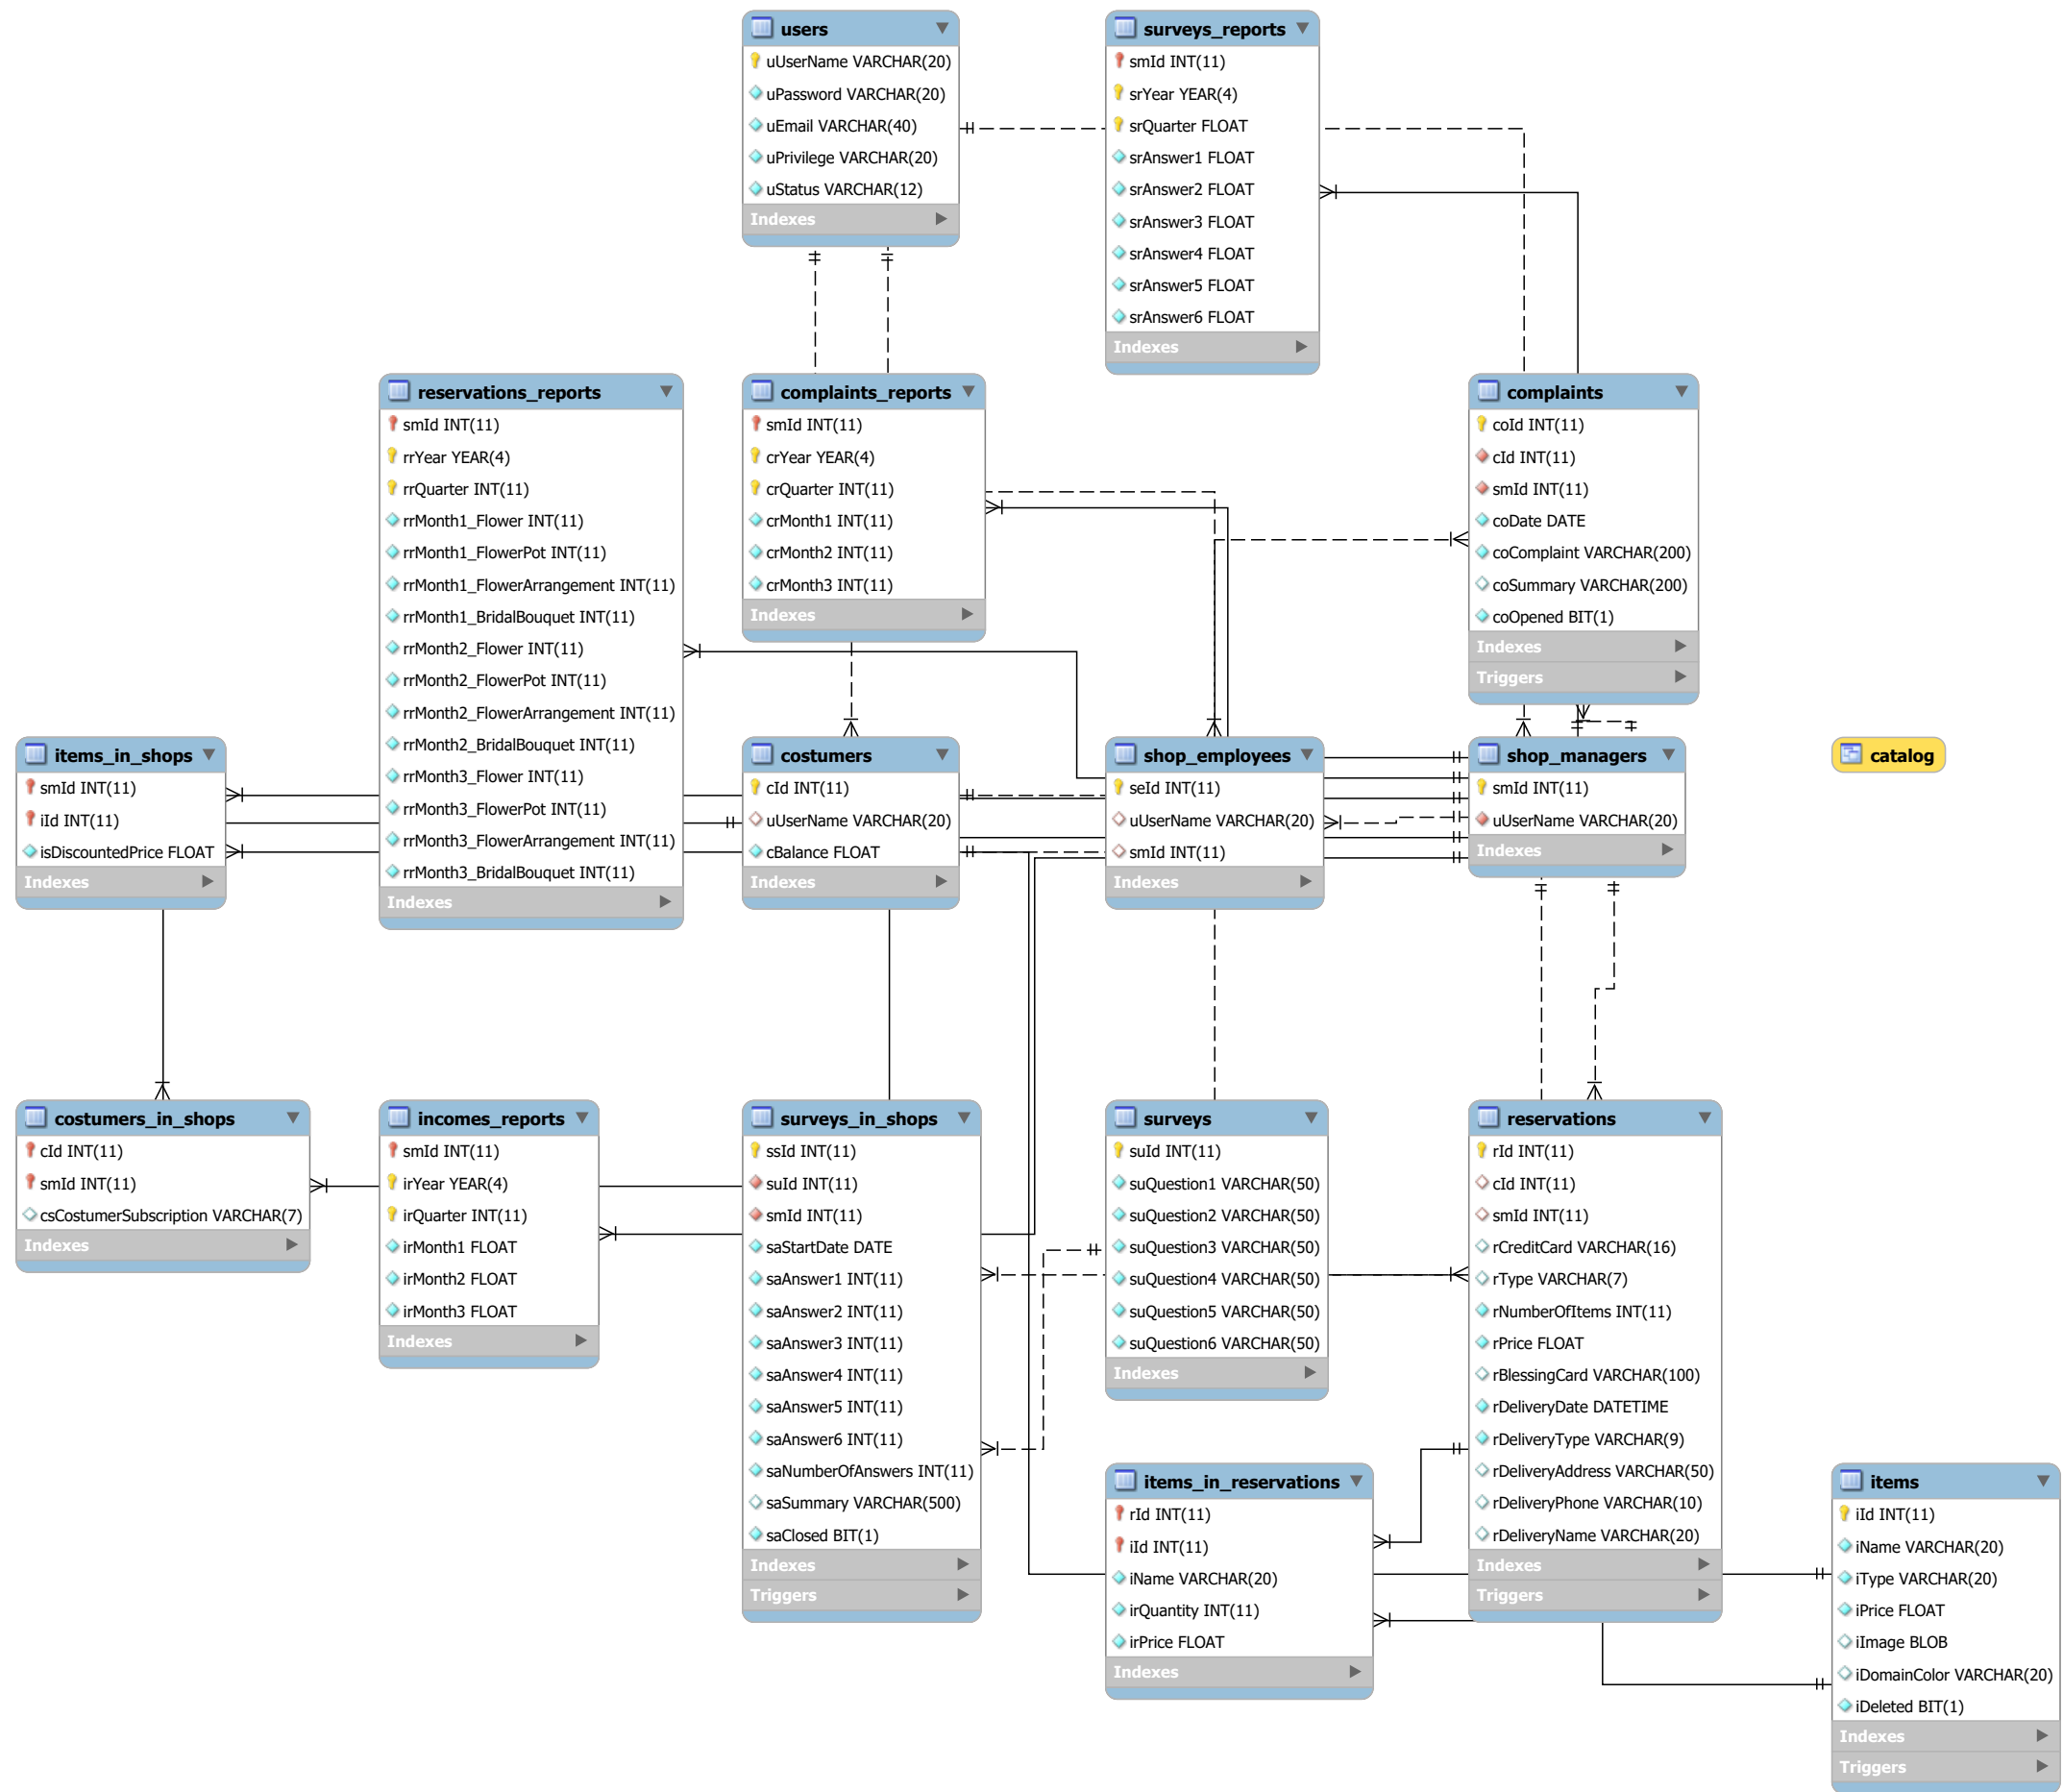 users
uUserName VARCHAR(20)
uPassword VARCHAR(20)
uEmail VARCHAR(40)
uPrivilege VARCHAR(20)
uStatus VARCHAR(12)
Indexes
surveys_reports
smId INT(11)
srYear YEAR(4)
srQuarter FLOAT
srAnswer1 FLOAT
srAnswer2 FLOAT
srAnswer3 FLOAT
srAnswer4 FLOAT
srAnswer5 FLOAT
srAnswer6 FLOAT
Indexes
reservations_reports
smId INT(11)
rrYear YEAR(4)
rrQuarter INT(11)
rrMonth1_Flower INT(11)
rrMonth1_FlowerPot INT(11)
rrMonth1_FlowerArrangement INT(11)
rrMonth1_BridalBouquet INT(11)
rrMonth2_Flower INT(11)
rrMonth2_FlowerPot INT(11)
rrMonth2_FlowerArrangement INT(11)
rrMonth2_BridalBouquet INT(11)
rrMonth3_Flower INT(11)
rrMonth3_FlowerPot INT(11)
rrMonth3_FlowerArrangement INT(11)
rrMonth3_BridalBouquet INT(11)
Indexes
complaints_reports
smId INT(11)
crYear YEAR(4)
crQuarter INT(11)
crMonth1 INT(11)
crMonth2 INT(11)
crMonth3 INT(11)
Indexes
complaints
coId INT(11)
cId INT(11)
smId INT(11)
coDate DATE
coComplaint VARCHAR(200)
coSummary VARCHAR(200)
coOpened BIT(1)
Indexes
Triggers
items_in_shops
smId INT(11)
iId INT(11)
isDiscountedPrice FLOAT
Indexes
costumers
cId INT(11)
uUserName VARCHAR(20)
cBalance FLOAT
Indexes
shop_employees
seId INT(11)
uUserName VARCHAR(20)
smId INT(11)
Indexes
shop_managers
smId INT(11)
uUserName VARCHAR(20)
Indexes
catalog
costumers_in_shops
cId INT(11)
smId INT(11)
csCostumerSubscription VARCHAR(7)
Indexes
incomes_reports
smId INT(11)
irYear YEAR(4)
irQuarter INT(11)
irMonth1 FLOAT
irMonth2 FLOAT
irMonth3 FLOAT
Indexes
surveys_in_shops
ssId INT(11)
suId INT(11)
smId INT(11)
saStartDate DATE
saAnswer1 INT(11)
saAnswer2 INT(11)
saAnswer3 INT(11)
saAnswer4 INT(11)
saAnswer5 INT(11)
saAnswer6 INT(11)
saNumberOfAnswers INT(11)
saSummary VARCHAR(500)
saClosed BIT(1)
Indexes
Triggers
surveys
suId INT(11)
suQuestion1 VARCHAR(50)
suQuestion2 VARCHAR(50)
suQuestion3 VARCHAR(50)
suQuestion4 VARCHAR(50)
suQuestion5 VARCHAR(50)
suQuestion6 VARCHAR(50)
Indexes
reservations
rId INT(11)
cId INT(11)
smId INT(11)
rCreditCard VARCHAR(16)
rType VARCHAR(7)
rNumberOfItems INT(11)
rPrice FLOAT
rBlessingCard VARCHAR(100)
rDeliveryDate DATETIME
rDeliveryType VARCHAR(9)
rDeliveryAddress VARCHAR(50)
rDeliveryPhone VARCHAR(10)
rDeliveryName VARCHAR(20)
Indexes
Triggers
items_in_reservations
rId INT(11)
iId INT(11)
iName VARCHAR(20)
irQuantity INT(11)
irPrice FLOAT
Indexes
items
iId INT(11)
iName VARCHAR(20)
iType VARCHAR(20)
iPrice FLOAT
iImage BLOB
iDomainColor VARCHAR(20)
iDeleted BIT(1)
Indexes
Triggers